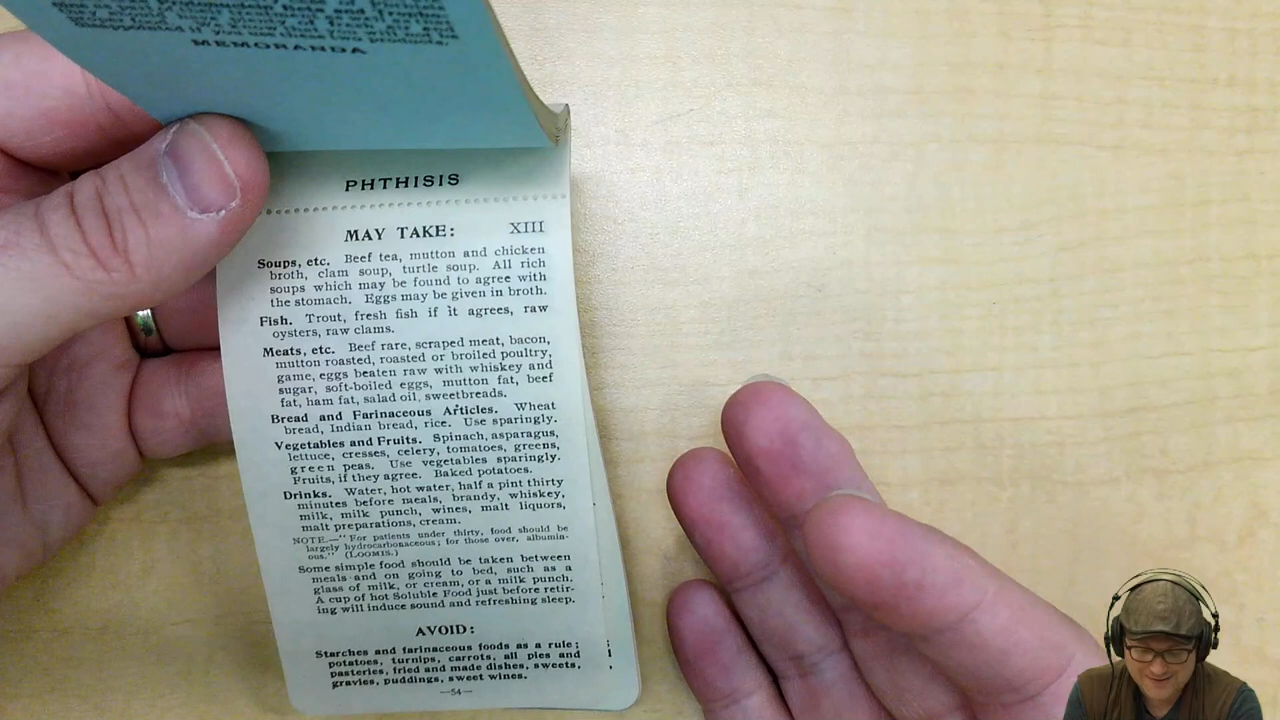 if you use these two products.
MEMORANDA
PHTHISIS
MAY TAKE: XIII
Soups, etc. Beef tea, mutton and chicken
broth, clam soup, turtle soup. All rich
soups which may be found to agree with
the stomach. Eggs may be given in broth.
Fish. Trout, fresh fish if it agrees, raw
oysters, raw clams.
Meats, etc. Beef rare, scraped meat, bacon,
mutton roasted, roasted or broiled poultry,
game, eggs beaten raw with whiskey and
sugar, soft-boiled eggs, mutton fat, beef
fat, ham fat, salad oil, sweetbreads.
Bread and Farinaceous Articles. Wheat
bread, Indian bread, rice. Use sparingly.
Vegetables and Fruits. Spinach, asparagus,
lettuce, cresses, celery, tomatoes, greens,
green peas. Use vegetables sparingly.
Fruits, if they agree. Baked potatoes.
Drinks. Water, hot water, half a pint thirty
minutes before meals, brandy, whiskey,
milk, milk punch, wines, malt liquors,
malt preparations, cream.
NOTE.—"For patients under thirty, food should be
largely hydrocarbonaceous; for those over, albumin-
ous." (LOOMIS.)
Some simple food should be taken between
meals and on going to bed, such as a
glass of milk, or cream, or a milk punch.
A cup of hot Soluble Food just before retir-
ing will induce sound and refreshing sleep.
AVOID:
Starches and farinaceous foods as a rule;
potatoes, turnips, carrots, all pies and
pasteries, fried and made dishes, sweets,
gravies, puddings, sweet wines.
—54—